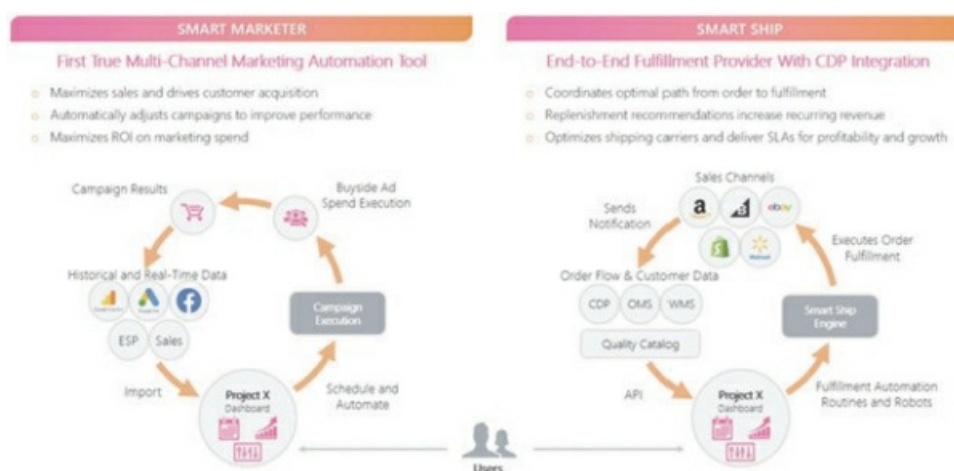 SMART MARKETER
First True Multi-Channel Marketing Automation Tool
Maximizes sales and drives customer acquisition
Automatically adjusts campaigns to improve performance
Maximizes ROI on marketing spend
Campaign Results
Buyside Ad
Spend Execution
Historical and Real-Time Data
ESP
Sales
Campaign
Execution
Import
Project X
Dashboard
Schedule and
Automate
SMART SHIP
End-to-End Fulfillment Provider With CDP Integration
Coordinates optimal path from order to fulfillment
Replenishment recommendations increase recurring revenue
Optimizes shipping carriers and deliver SLAs for profitability and growth
Sales Channels
Sends
Notification
a
B
ebay
Walmart
Executes Order
Fulfillment
Order Flow & Customer Data
CDP
OMS
WMS
Quality Catalog
Smart Ship
Engine
API
Project X
Dashboard
Fulfillment Automation
Routines and Robots
Users